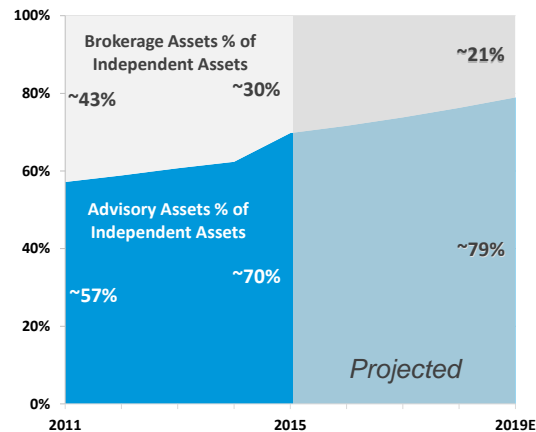 100%
80%
60%
40%
20%
0%
Brokerage Assets % of
Independent Assets
~43%
~30%
~21%
Advisory Assets % of
Independent Assets
~57%
~70%
~79%
Projected
2011
2015
2019E